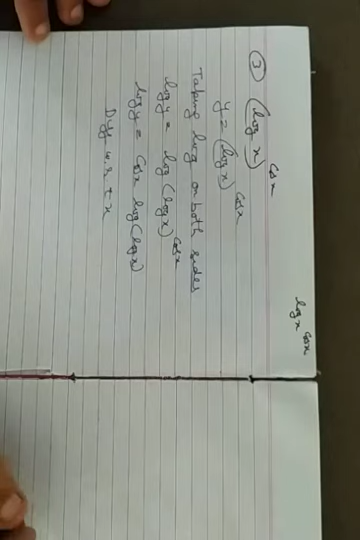 ③ (log x)^cos x
y = (log x)^cos x
Taking log on both sides
log y = log (log x)^cos x
log y = cos x log (log x)
Diff w.r.t x
log x^cos x